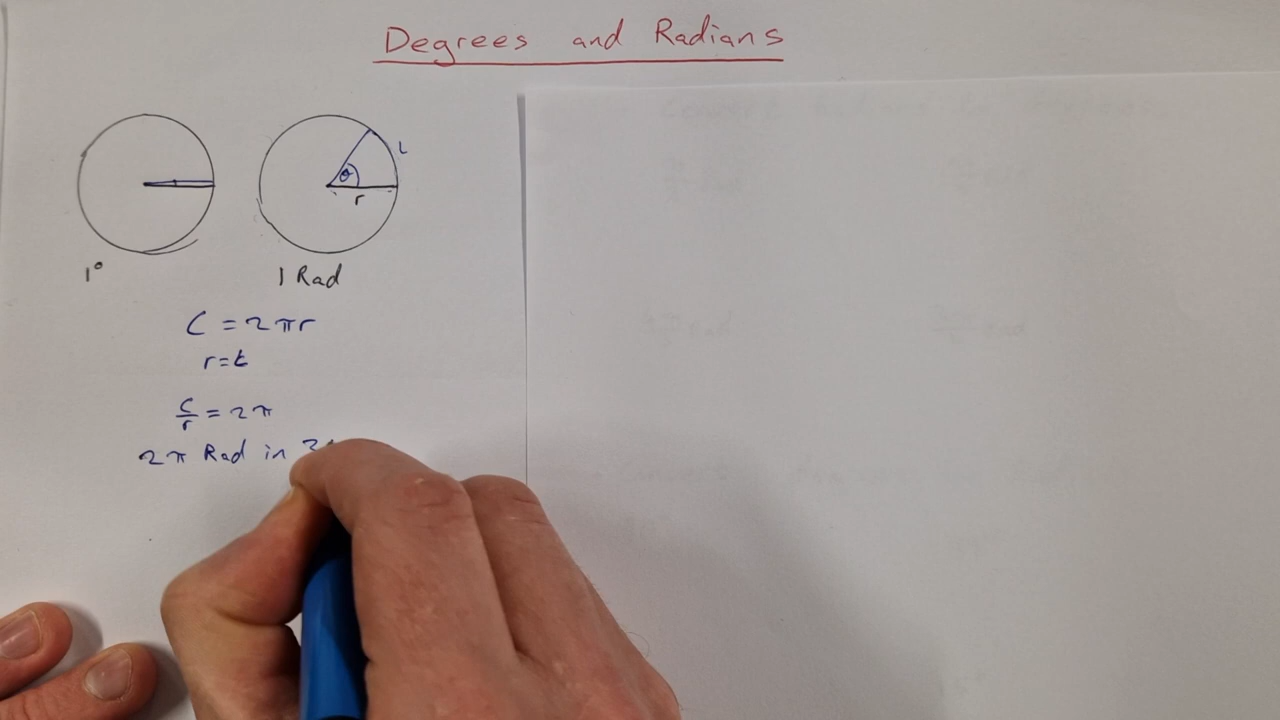 Degrees and Radians
L
θ
r
1° 1 Rad
C = 2πr
r = L
C/r = 2π
2π Rad in